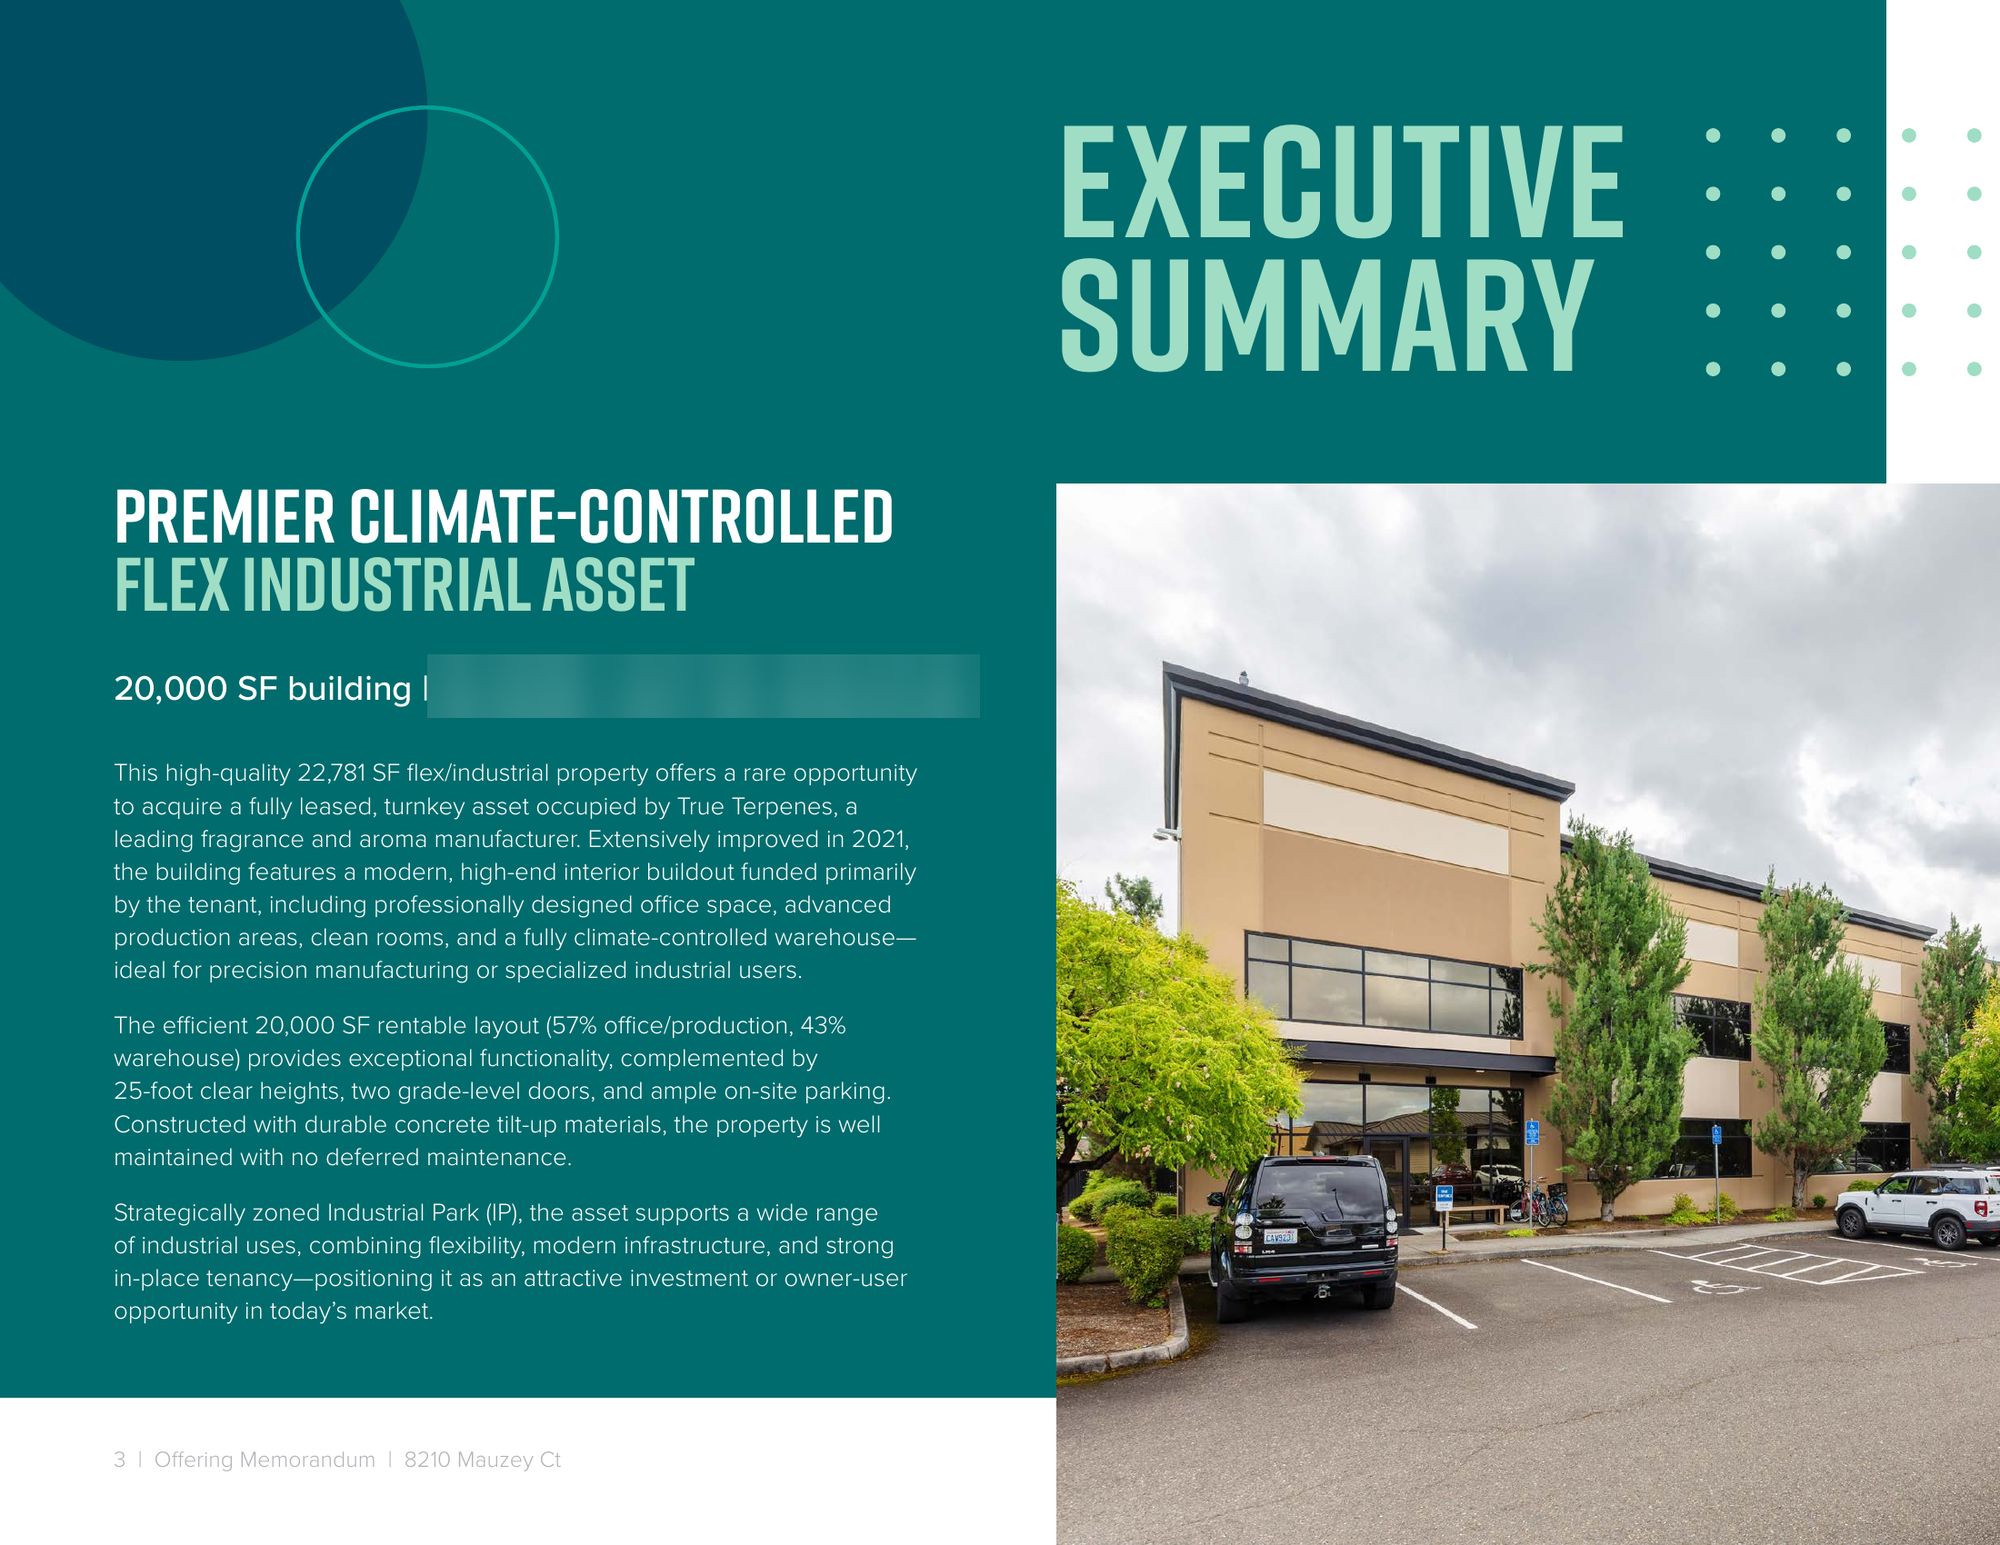 EXECUTIVE
SUMMARY
PREMIER CLIMATE-CONTROLLED
FLEX INDUSTRIAL ASSET
20,000 SF building |
This high-quality 22,781 SF flex/industrial property offers a rare opportunity
to acquire a fully leased, turnkey asset occupied by True Terpenes, a
leading fragrance and aroma manufacturer. Extensively improved in 2021,
the building features a modern, high-end interior buildout funded primarily
by the tenant, including professionally designed office space, advanced
production areas, clean rooms, and a fully climate-controlled warehouse—
ideal for precision manufacturing or specialized industrial users.
The efficient 20,000 SF rentable layout (57% office/production, 43%
warehouse) provides exceptional functionality, complemented by
25-foot clear heights, two grade-level doors, and ample on-site parking.
Constructed with durable concrete tilt-up materials, the property is well
maintained with no deferred maintenance.
Strategically zoned Industrial Park (IP), the asset supports a wide range
of industrial uses, combining flexibility, modern infrastructure, and strong
in-place tenancy—positioning it as an attractive investment or owner-user
opportunity in today’s market.
3 | Offering Memorandum | 8210 Mauzey Ct